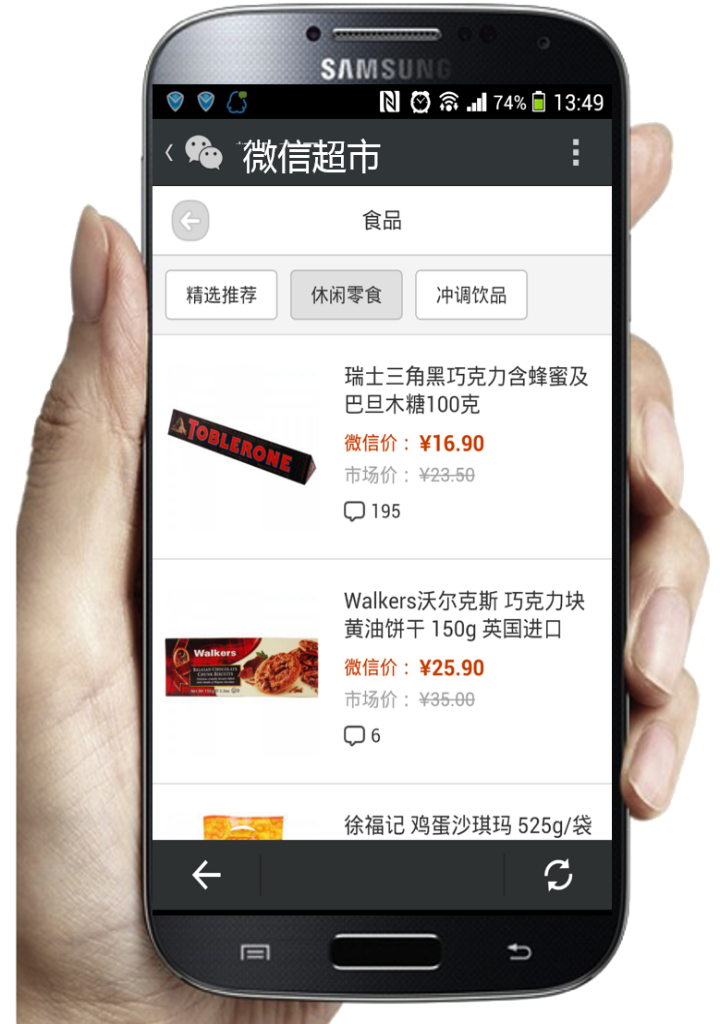 SAMSUNG
74% 13:49
微信超市
食品
精选推荐 休闲零食 冲调饮品
瑞士三角黑巧克力含蜂蜜及
巴旦木糖100克
TOBLERONE
微信价： ¥16.90
市场价： ¥23.50
195
Walkers沃尔克斯 巧克力块
黄油饼干 150g 英国进口
Walkers
BELGIAN CHOCOLATE
CHUNK BISCUITS
微信价： ¥25.90
市场价： ¥35.00
6
徐福记 鸡蛋沙琪玛 525g/袋